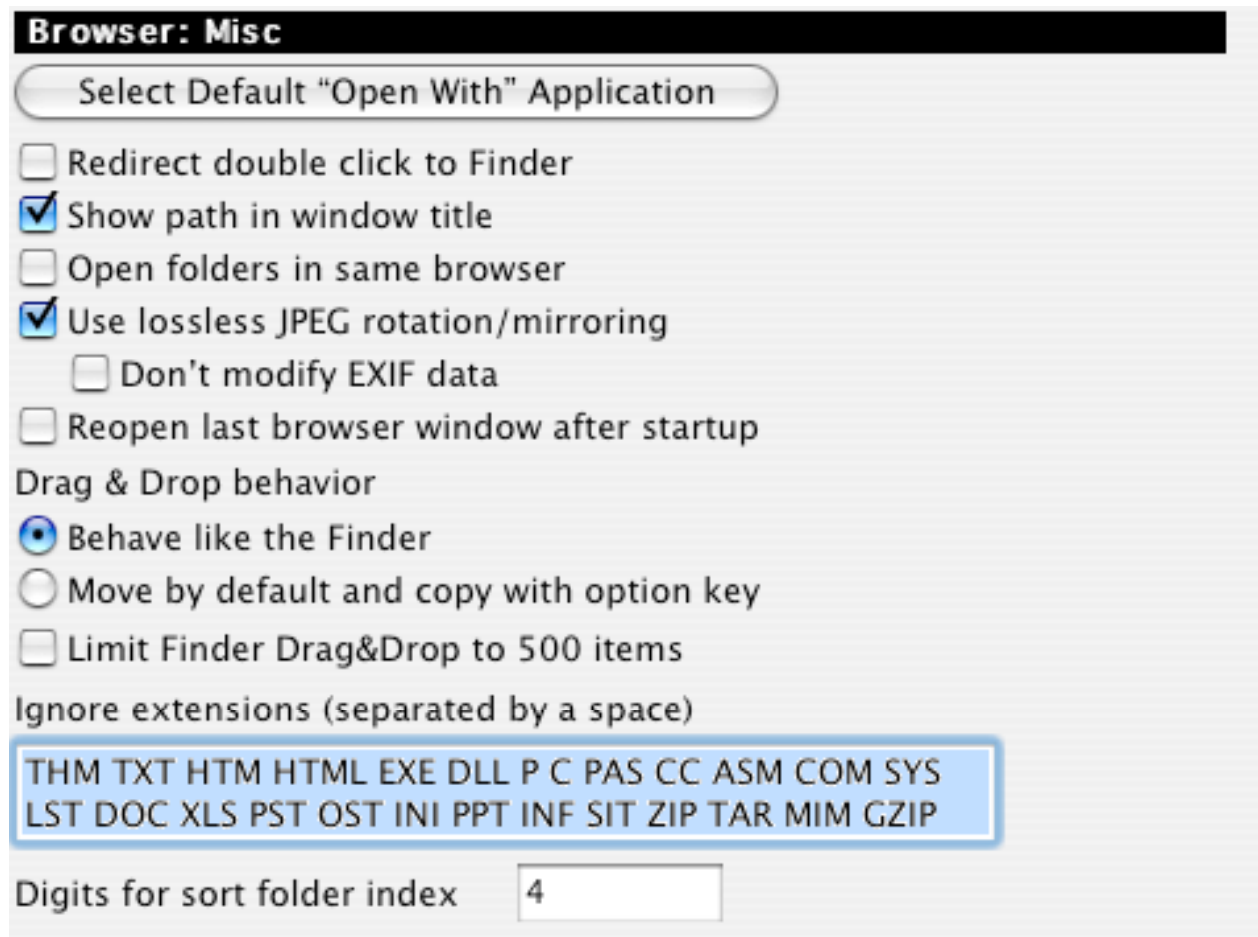 Browser: Misc
Select Default “Open With” Application
Redirect double click to Finder
Show path in window title
Open folders in same browser
Use lossless JPEG rotation/mirroring
Don't modify EXIF data
Reopen last browser window after startup
Drag & Drop behavior
Behave like the Finder
Move by default and copy with option key
Limit Finder Drag&Drop to 500 items
Ignore extensions (separated by a space)
THM TXT HTM HTML EXE DLL P C PAS CC ASM COM SYS
LST DOC XLS PST OST INI PPT INF SIT ZIP TAR MIM GZIP
Digits for sort folder index 4